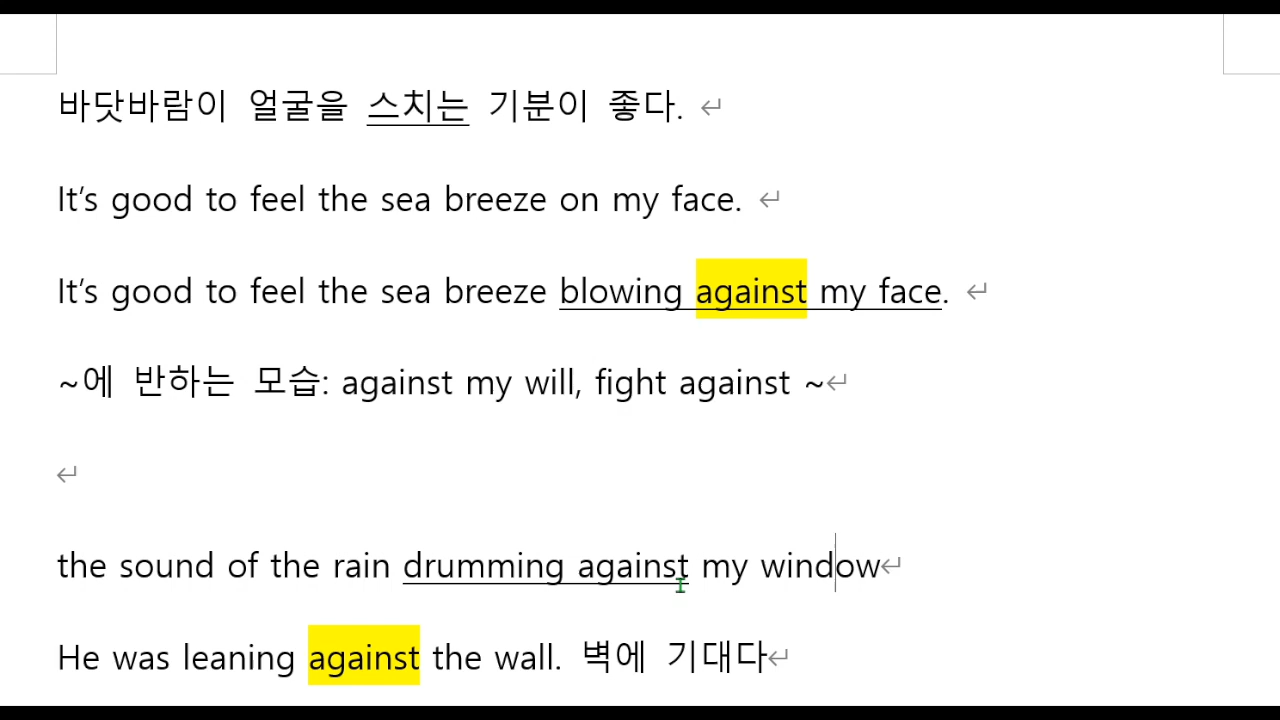 바닷바람이 얼굴을 스치는 기분이 좋다.
It's good to feel the sea breeze on my face.
It's good to feel the sea breeze blowing against my face.
~에 반하는 모습: against my will, fight against ~
the sound of the rain drumming against my window
He was leaning against the wall. 벽에 기대다